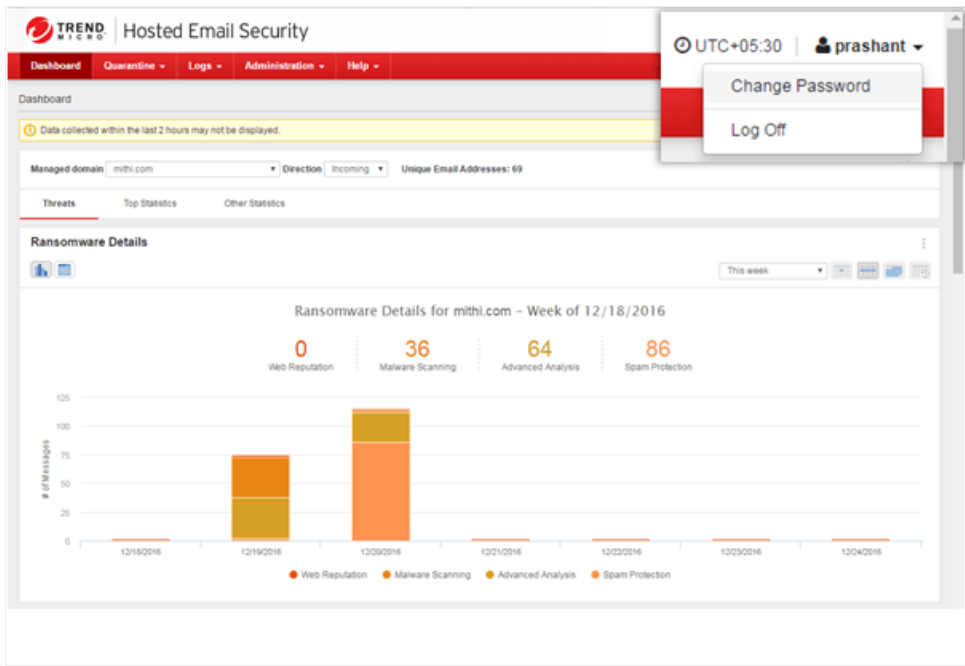 TREND MICRO Hosted Email Security
UTC+05:30 prashant
Change Password
Log Off
Dashboard Quarantine Logs Administration Help
Dashboard
Data collected within the last 2 hours may not be displayed.
Managed domain mithi.com Direction Incoming Unique Email Addresses: 69
Threats Top Statistics Other Statistics
Ransomware Details
This week
Ransomware Details for mithi.com – Week of 12/18/2016
0 36 64 86
Web Reputation Malware Scanning Advanced Analysis Spam Protection
# of Messages
125
100
75
50
25
0
12/18/2016 12/19/2016 12/20/2016 12/21/2016 12/22/2016 12/23/2016 12/24/2016
Web Reputation Malware Scanning Advanced Analysis Spam Protection